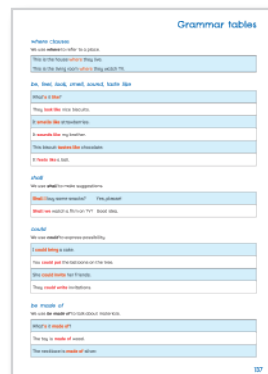 Grammar tables
where clauses
We use where to refer to a place.
This is the house where they live.
This is the living room where they watch TV.
be, feel, look, smell, sound, taste like
What's it like?
They look like nice biscuits.
It smells like strawberries.
It sounds like my brother.
This biscuit tastes like chocolate.
It feels like a ball.
shall
We use shall to make suggestions.
Shall I buy some snacks? Yes, please!
Shall we watch a film on TV? Good idea.
could
We use could to express possibility.
I could bring a cake.
You could put the balloons on the tree.
She could invite her friends.
They could write invitations.
be made of
We use be made of to talk about materials.
What's it made of?
The toy is made of wood.
The necklace is made of silver.
137